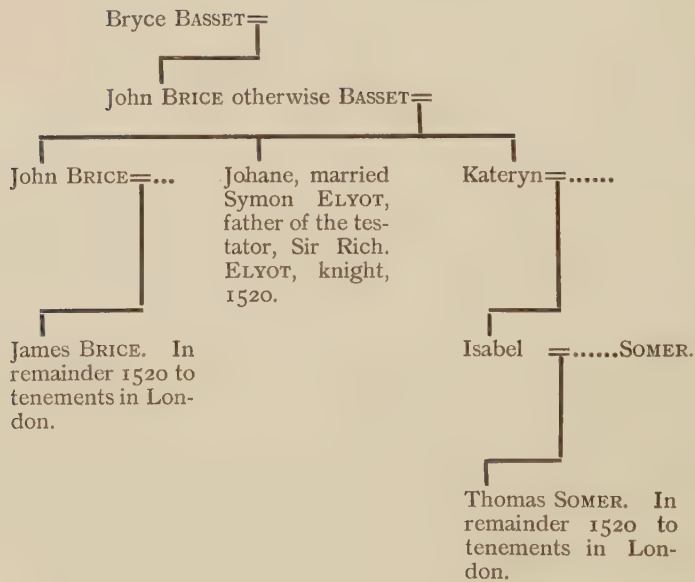 Bryce BASSET=
John BRICE otherwise BASSET=
John BRICE=...
Johane, married
Symon ELYOT,
father of the tes-
tator, Sir Rich.
ELYOT, knight,
1520.
Kateryn=......
James BRICE. In
remainder 1520 to
tenements in Lon-
don.
Isabel =......SOMER.
Thomas SOMER. In
remainder 1520 to
tenements in Lon-
don.